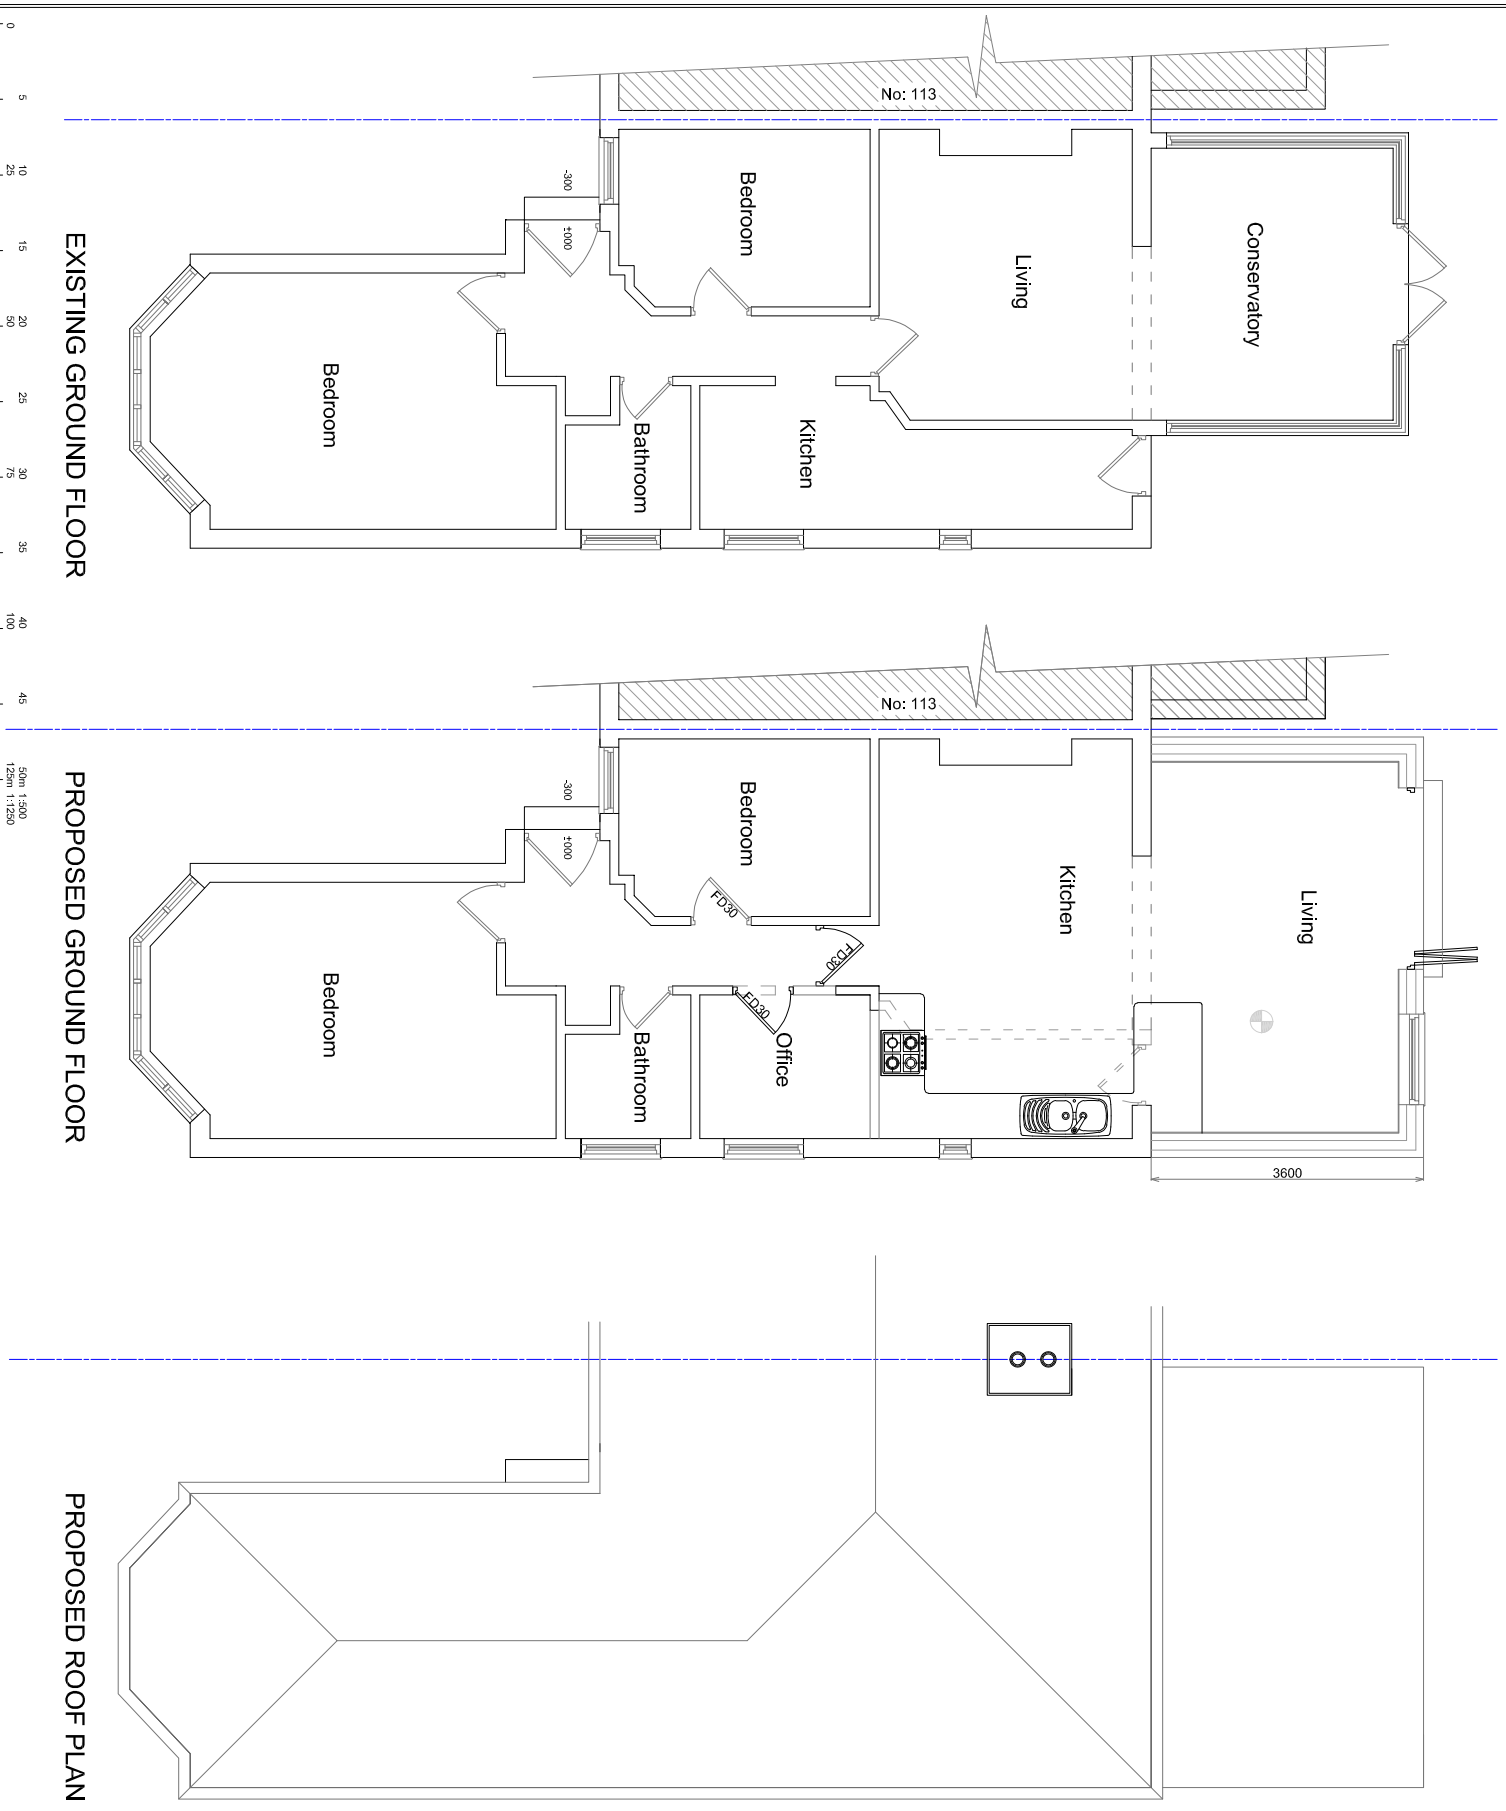 EXISTING GROUND FLOOR
No: 113
Conservatory
Living
Bedroom
-300
±000
Kitchen
Bathroom
Bedroom
PROPOSED GROUND FLOOR
No: 113
Living
Kitchen
Bedroom
-300
±000
FD30
FD30
FD30
Office
Bathroom
Bedroom
3600
PROPOSED ROOF PLAN
0 5 10 15 20 25 30 35 40 45 50m 1:500
25 50 75 100 125m 1:1250